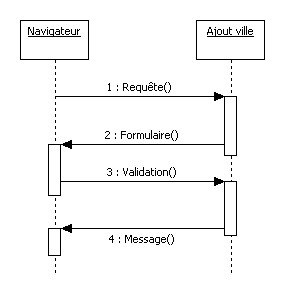 Navigateur
Ajout ville
1 : Requête()
2 : Formulaire()
3 : Validation()
4 : Message()